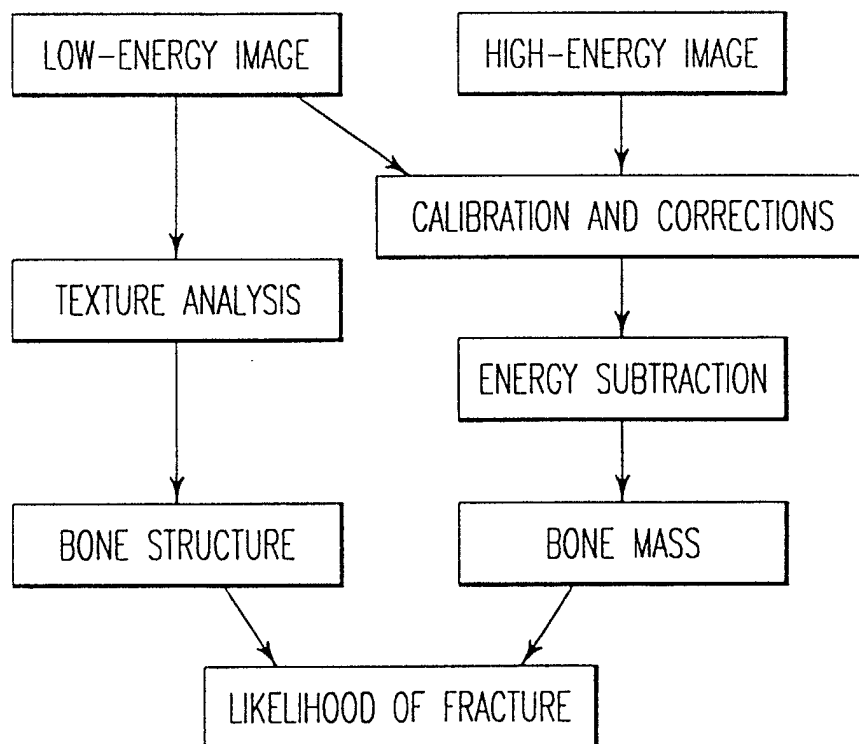 LOW-ENERGY IMAGE
HIGH-ENERGY IMAGE
CALIBRATION AND CORRECTIONS
TEXTURE ANALYSIS
ENERGY SUBTRACTION
BONE STRUCTURE
BONE MASS
LIKELIHOOD OF FRACTURE